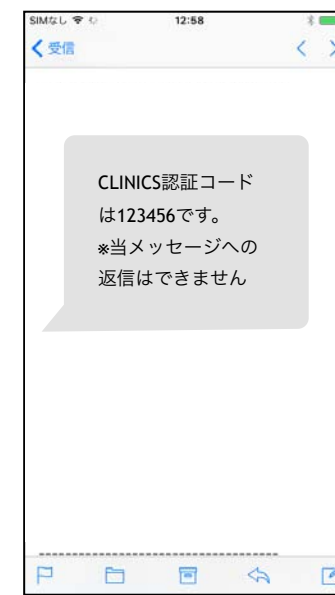 SIMなし 12:58
受信
CLINICS認証コード
は123456です。
※当メッセージへの
返信はできません